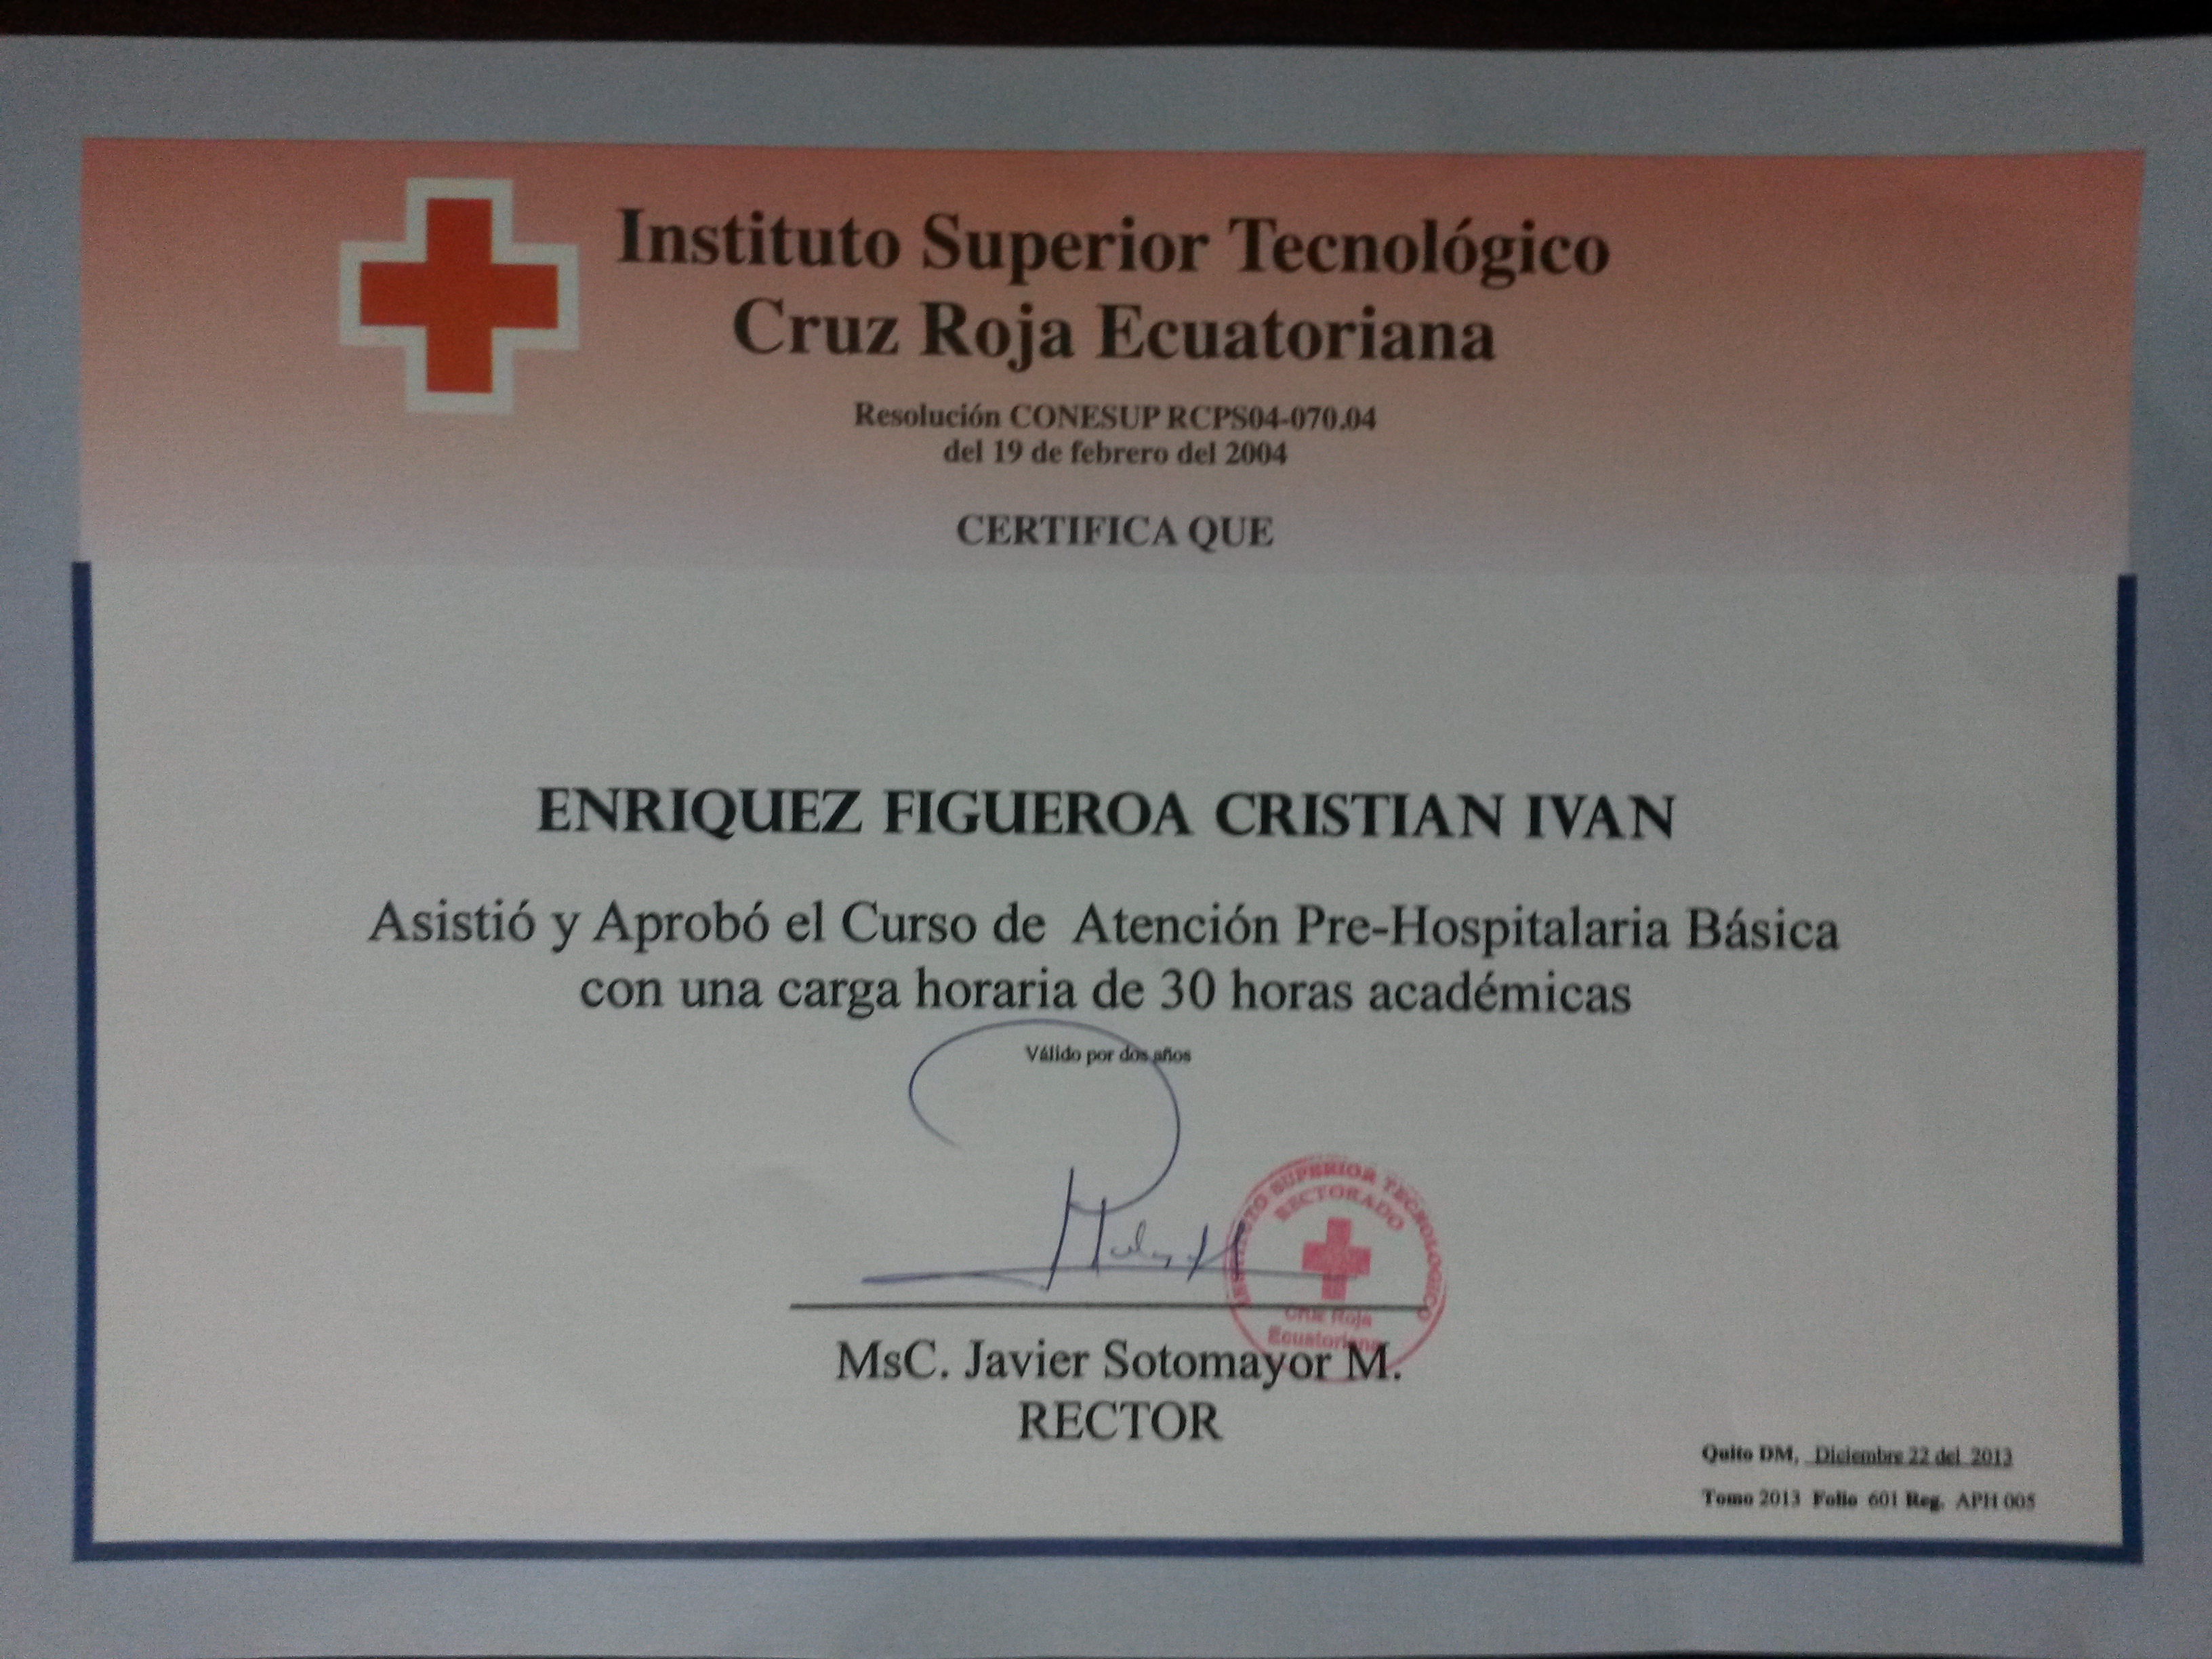 Instituto Superior Tecnológico
Cruz Roja Ecuatoriana
Resolución CONESUP RCPS04-070.04
del 19 de febrero del 2004
CERTIFICA QUE
ENRIQUEZ FIGUEROA CRISTIAN IVAN
Asistió y Aprobó el Curso de Atención Pre-Hospitalaria Básica
con una carga horaria de 30 horas académicas
Válido por dos años
INSTITUTO SUPERIOR TECNOLOGICO
RECTORADO
Cruz Roja
Ecuatoriana
MsC. Javier Sotomayor M.
RECTOR
Quito DM, Diciembre 22 del 2013
Tomo 2013 Folio 601 Reg. APH 005